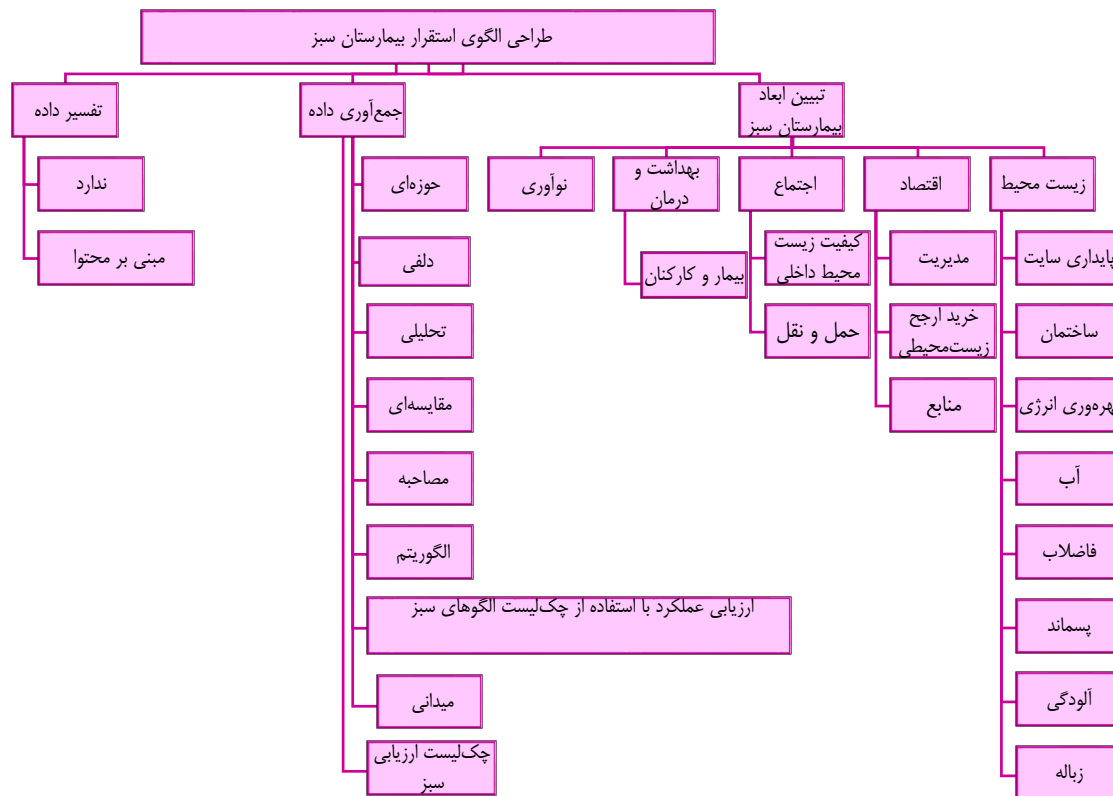 طراحی الگوی استقرار بیمارستان سبز
تبیین ابعاد
بیمارستان سبز
جمع‌آوری داده
تفسیر داده
زیست محیط
اقتصاد
اجتماع
بهداشت و
درمان
نوآوری
پایداری سایت
ساختمان
بهره‌وری انرژی
آب
فاضلاب
پسماند
آلودگی
زباله
مدیریت
خرید ارجح
زیست‌محیطی
منابع
کیفیت زیست
محیط داخلی
حمل و نقل
بیمار و کارکنان
حوزه‌ای
دلفی
تحلیلی
مقایسه‌ای
مصاحبه
الگوریتم
ارزیابی عملکرد با استفاده از چک‌لیست الگوهای سبز
میدانی
چک‌لیست ارزیابی
سبز
ندارد
مبنی بر محتوا